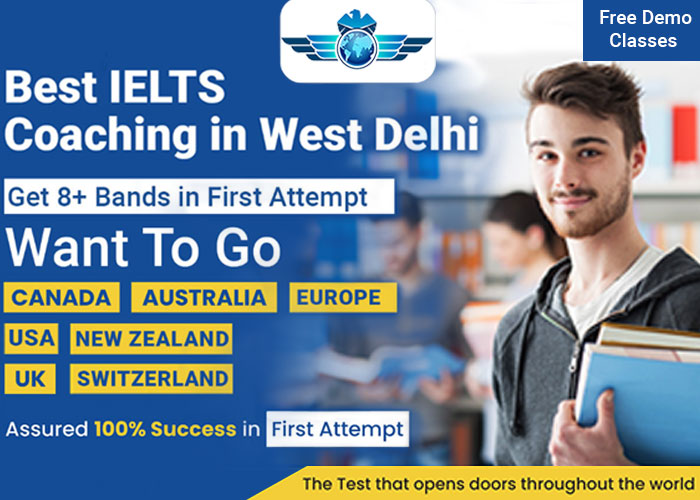 Free Demo
Classes
Best IELTS
Coaching in West Delhi
Get 8+ Bands in First Attempt
Want To Go
CANADA AUSTRALIA EUROPE
USA NEW ZEALAND
UK SWITZERLAND
Assured 100% Success in First Attempt
The Test that opens doors throughout the world